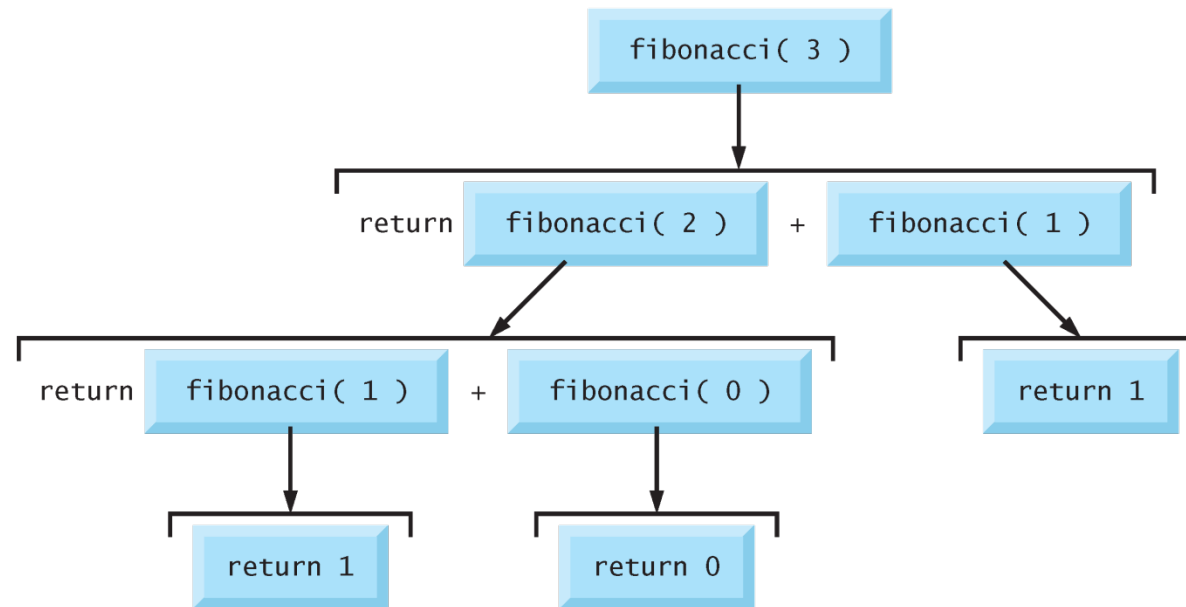 fibonacci( 3 )
return fibonacci( 2 ) + fibonacci( 1 )
return fibonacci( 1 ) + fibonacci( 0 )
return 1
return 1
return 0